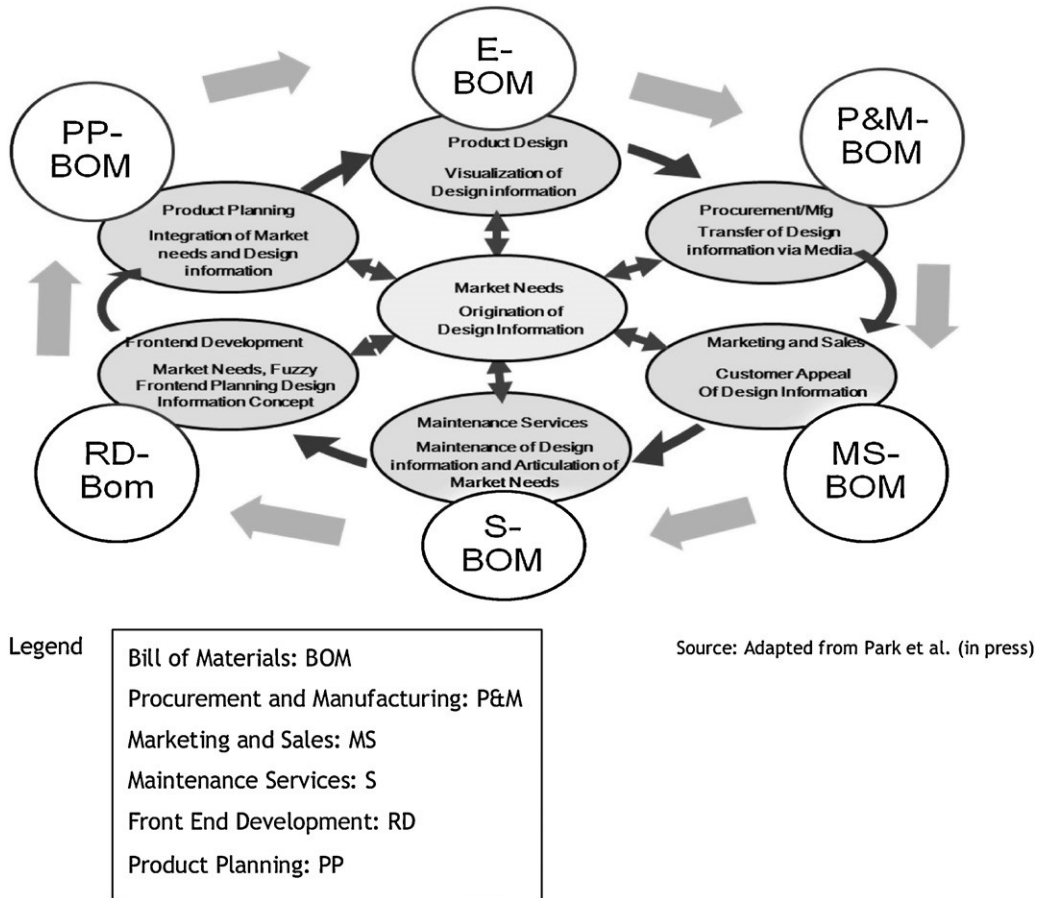 E-
BOM
PP-
BOM
P&M-
BOM
Product Design
Visualization of
Design information
Product Planning
Integration of Market
needs and Design
information
Procurement/Mfg
Transfer of Design
information via Media
Market Needs
Origination of
Design Information
Frontend Development
Market Needs, Fuzzy
Frontend Planning Design
Information Concept
Marketing and Sales
Customer Appeal
Of Design Information
Maintenance Services
Maintenance of Design
information and Articulation of
Market Needs
RD-
Bom
MS-
BOM
S-
BOM
Legend
Bill of Materials: BOM
Procurement and Manufacturing: P&M
Marketing and Sales: MS
Maintenance Services: S
Front End Development: RD
Product Planning: PP
Source: Adapted from Park et al. (in press)